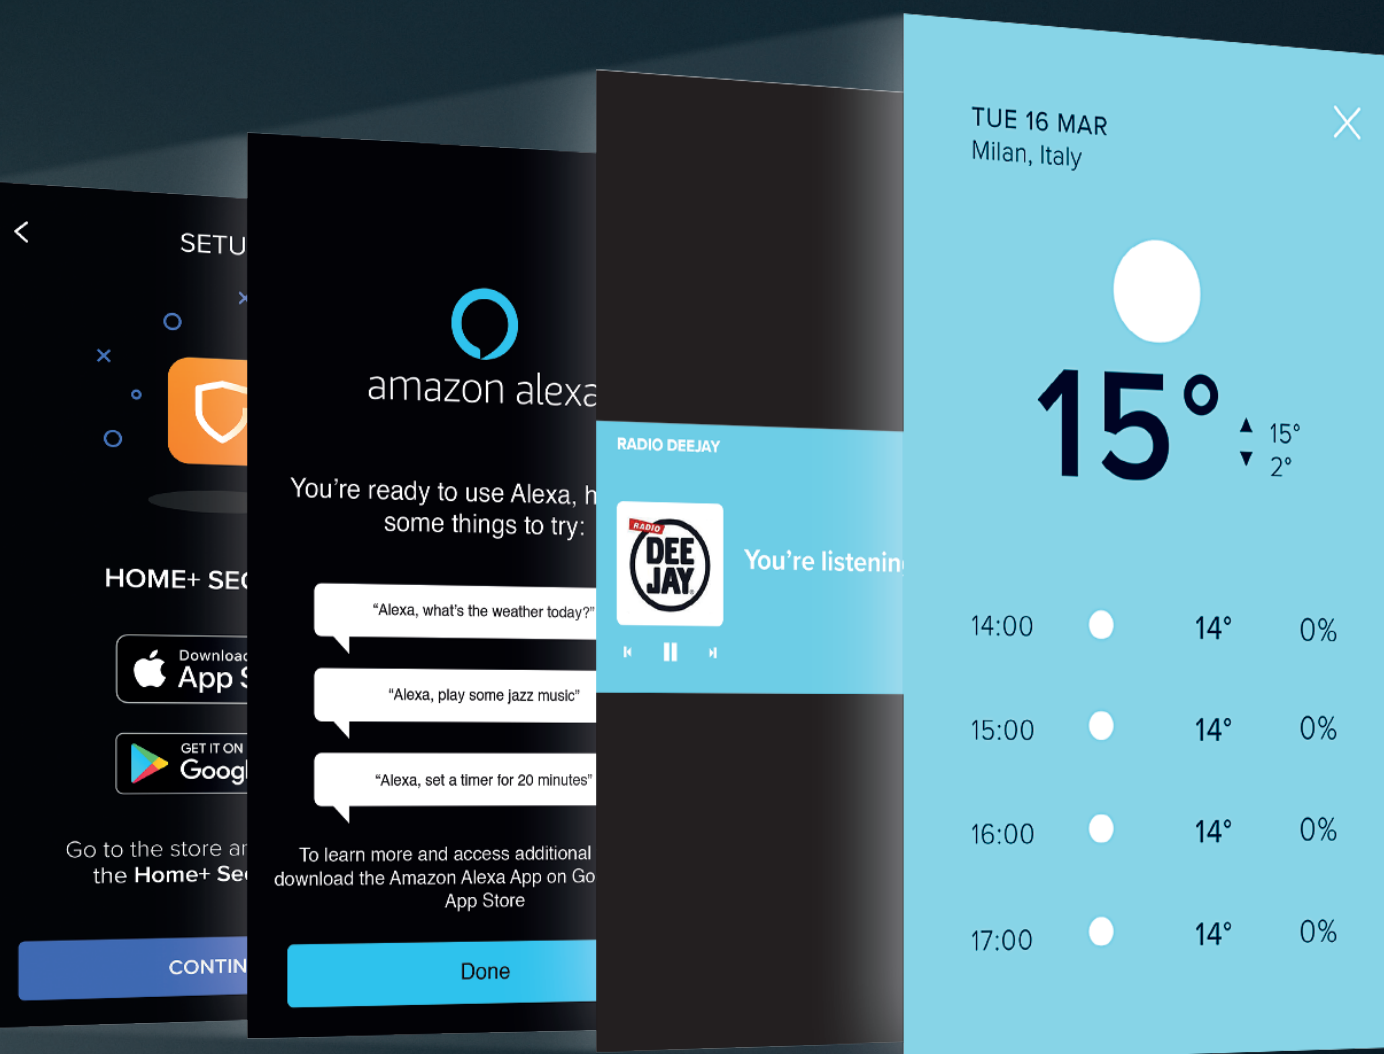 SETU
HOME+ SEC
Download
App S
GET IT ON
Googl
Go to the store an
the Home+ Sec
CONTIN
amazon alexa
You're ready to use Alexa, h
some things to try:
“Alexa, what's the weather today?”
“Alexa, play some jazz music”
“Alexa, set a timer for 20 minutes”
To learn more and access additional
download the Amazon Alexa App on Go
App Store
Done
RADIO DEEJAY
RADIO
DEE
JAY
You're listening
TUE 16 MAR
Milan, Italy
15°
15°
2°
14:00 14° 0%
15:00 14° 0%
16:00 14° 0%
17:00 14° 0%